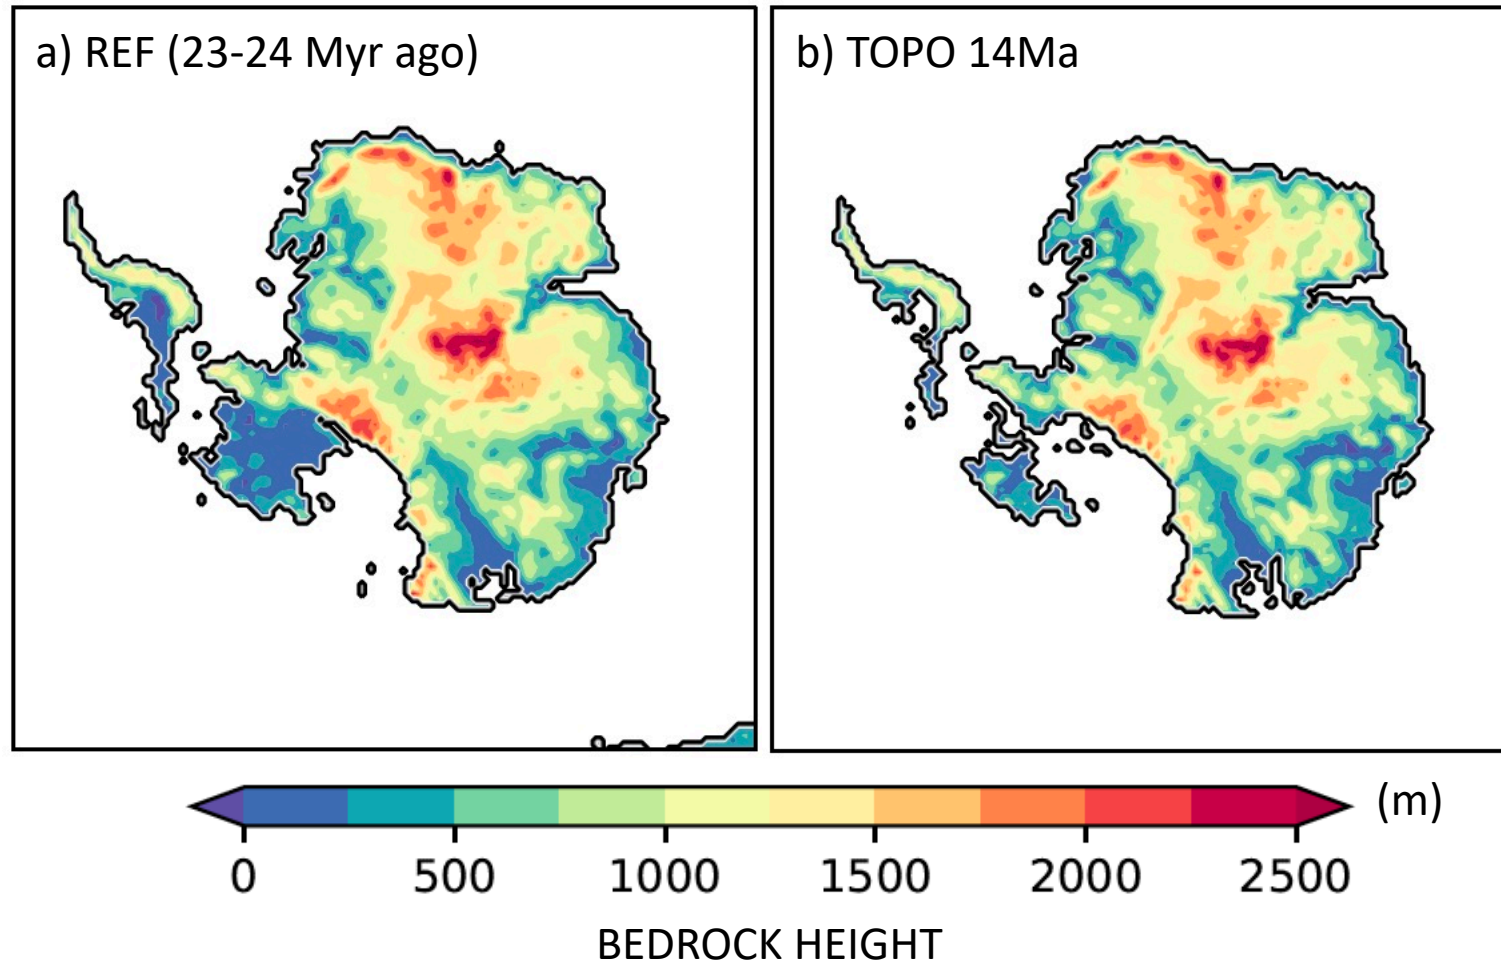 a) REF (23-24 Myr ago)
b) TOPO 14Ma
(m)
0 500 1000 1500 2000 2500
BEDROCK HEIGHT